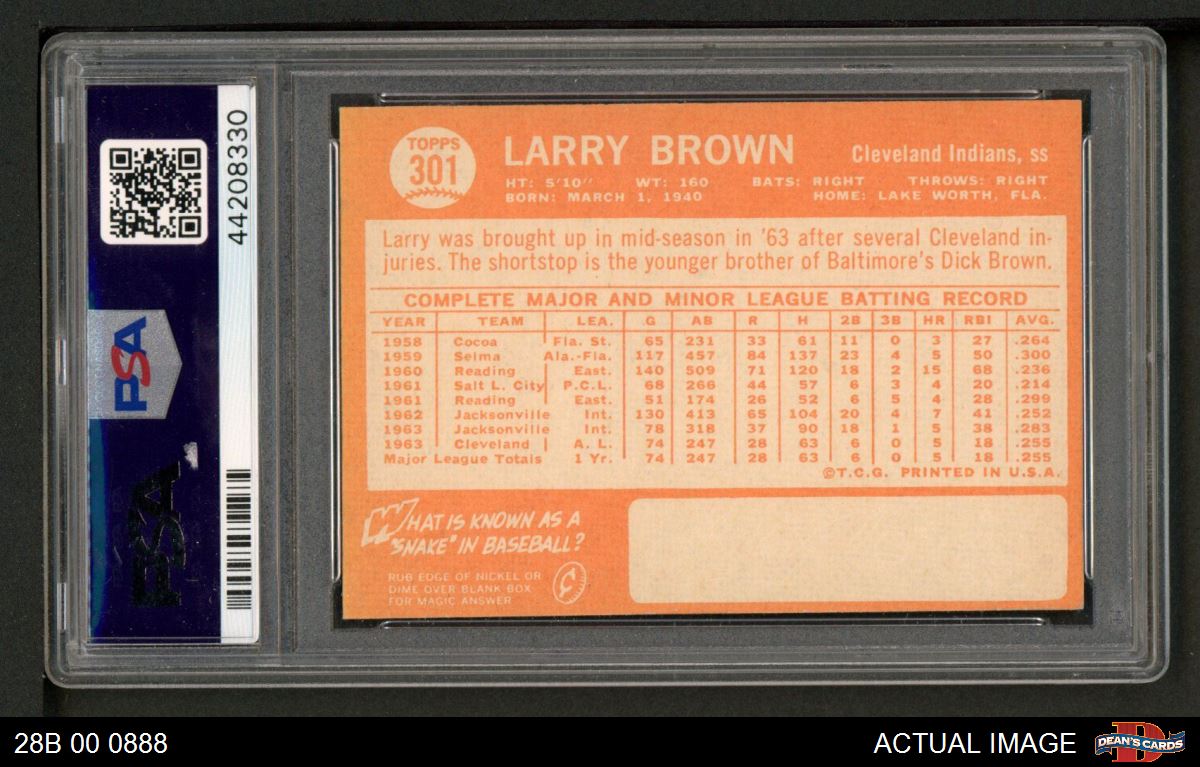 44208330
PSA
PSA
TOPPS
301
LARRY BROWN
Cleveland Indians, ss
HT: 5'10" WT: 160 BATS: RIGHT THROWS: RIGHT
BORN: MARCH 1, 1940 HOME: LAKE WORTH, FLA.
Larry was brought up in mid-season in '63 after several Cleveland in-
juries. The shortstop is the younger brother of Baltimore's Dick Brown.
COMPLETE MAJOR AND MINOR LEAGUE BATTING RECORD
YEAR TEAM LEA. G AB R H 2B 3B HR RBI AVG.
1958 Cocoa Fla. St. 65 231 33 61 11 0 3 27 .264
1959 Selma Ala.-Fla. 117 457 84 137 23 4 5 50 .300
1960 Reading East. 140 509 71 120 18 2 15 68 .236
1961 Salt L. City P.C.L. 68 266 44 57 6 3 4 20 .214
1961 Reading East. 51 174 26 52 6 5 4 28 .299
1962 Jacksonville Int. 130 413 65 104 20 4 7 41 .252
1963 Jacksonville Int. 78 318 37 90 18 1 5 38 .283
1963 Cleveland A. L. 74 247 28 63 6 0 5 18 .255
Major League Totals 1 Yr. 74 247 28 63 6 0 5 18 .255
©T.C.G. PRINTED IN U.S.A.
WHAT IS KNOWN AS A
"SNAKE" IN BASEBALL?
RUB EDGE OF NICKEL OR
DIME OVER BLANK BOX
FOR MAGIC ANSWER
28B 00 0888
ACTUAL IMAGE
D
DEAN'S CARDS